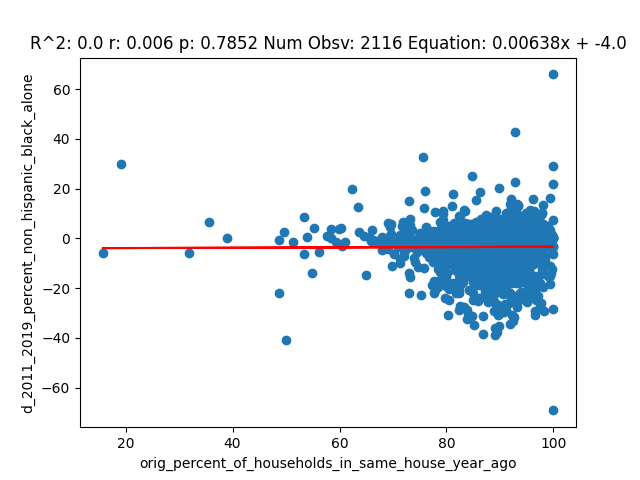 R^2: 0.0 r: 0.006 p: 0.7852 Num Obsv: 2116 Equation: 0.00638x + -4.0
d_2011_2019_percent_non_hispanic_black_alone
60
40
20
0
−20
−40
−60
20 40 60 80 100
orig_percent_of_households_in_same_house_year_ago